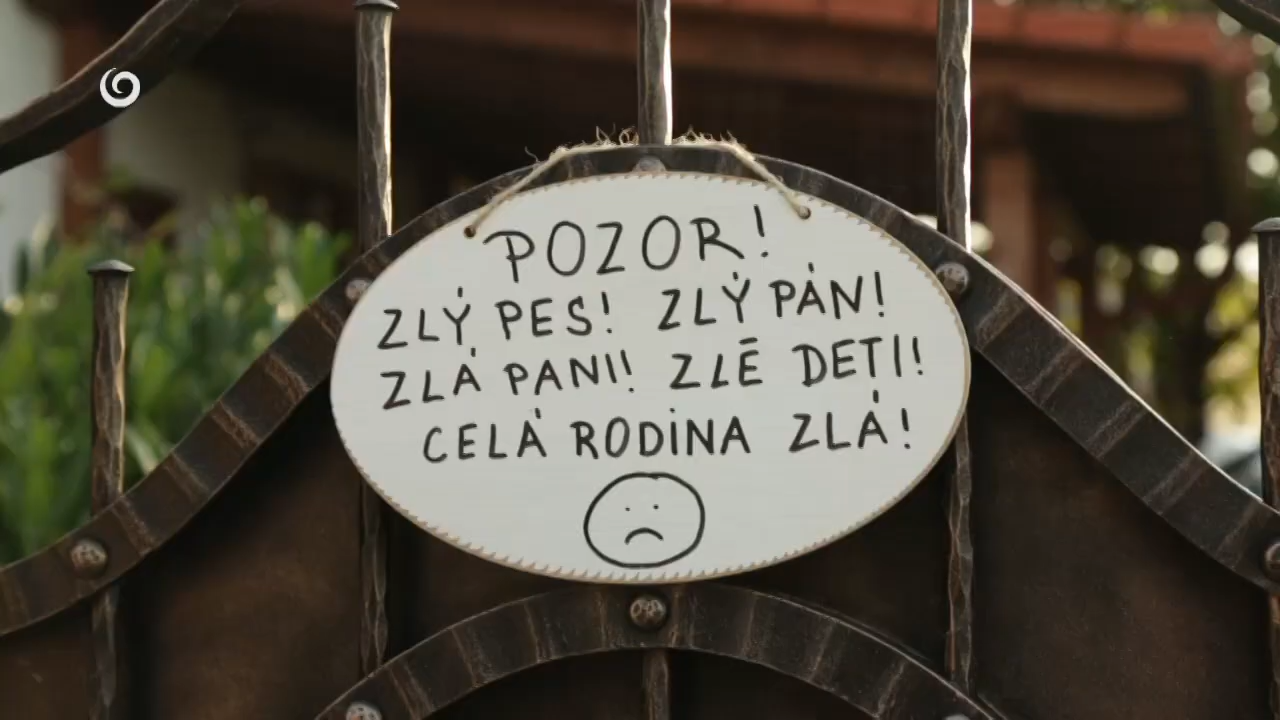 POZOR!
ZLÝ PES! ZLÝ PÁN!
ZLÁ PANI! ZLÉ DETI!
CELÁ RODINA ZLÁ!